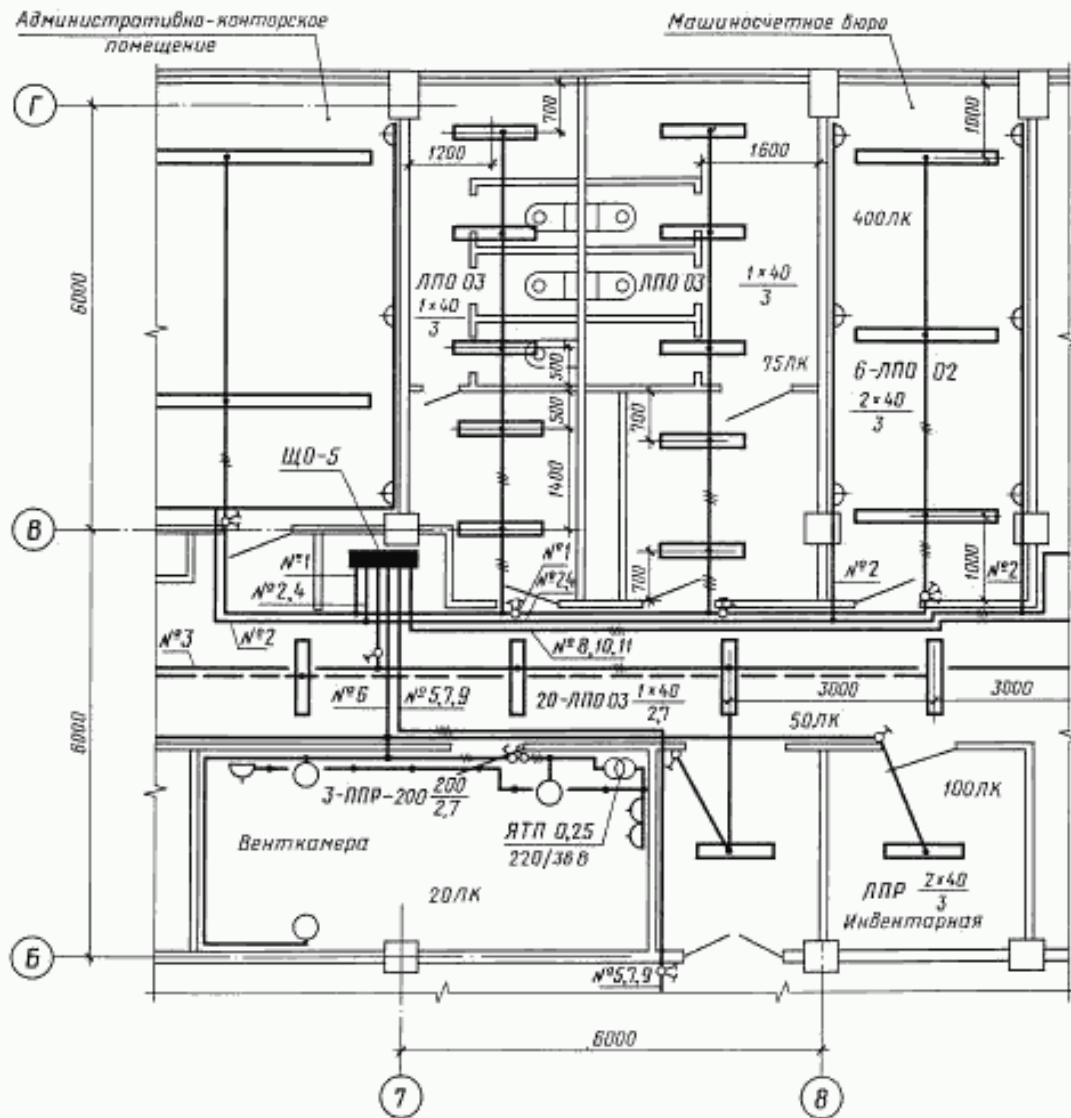 Административно-конторское
помещение
Машиносчетное бюро
Г
700
1000
1200
1600
400ЛК
6000
ЛПО 03
1×40
3
ЛПО 03
1×40
3
500
75ЛК
6-ЛПО 02
2×40
3
500
700
ЩО-5
1400
В
№1
№2,4
№1
№2,4
700
№2
1000
№2
№3
№2
№8,10,11
№6
№5,7,9
20-ЛПО 03
1×40
2,7
3000
3000
50ЛК
6000
3-ППР-200
200
2,7
100ЛК
Венткамера
ЯТП 0,25
220/36 В
20ЛК
ЛПР
2×40
3
Инвентарная
Б
№5,7,9
6000
7
8